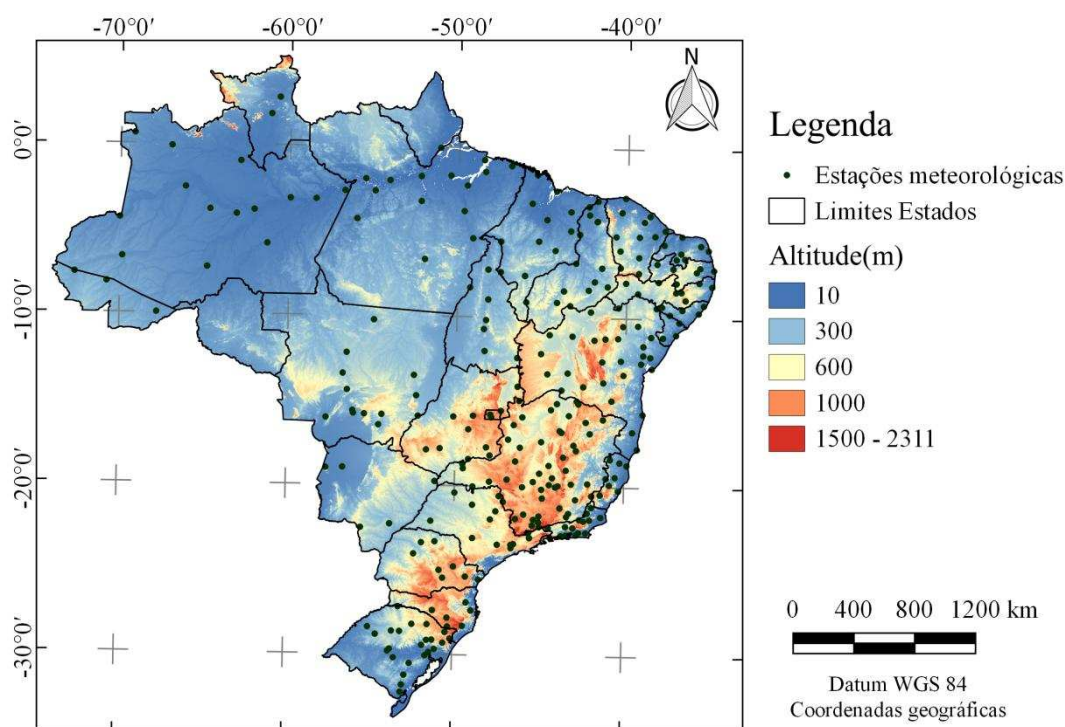 -70°0′ -60°0′ -50°0′ -40°0′
N
0°0′
-10°0′
-20°0′
-30°0′
Legenda
Estações meteorológicas
Limites Estados
Altitude(m)
10
300
600
1000
1500 - 2311
0 400 800 1200 km
Datum WGS 84
Coordenadas geográficas